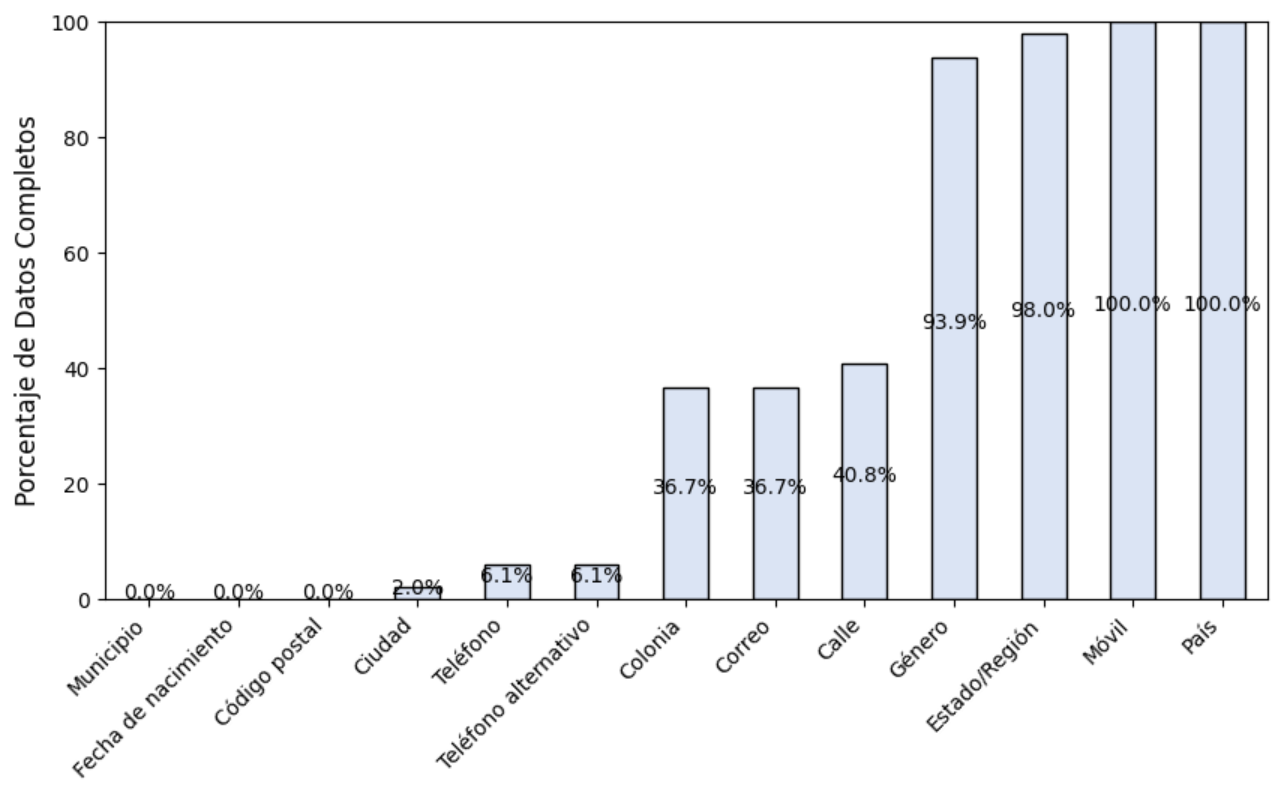 Porcentaje de Datos Completos
100
80
60
40
20
0
0.0%
0.0%
0.0%
2.0%
6.1%
6.1%
36.7%
36.7%
40.8%
93.9%
98.0%
100.0%
100.0%
Municipio
Fecha de nacimiento
Código postal
Ciudad
Teléfono
Teléfono alternativo
Colonia
Correo
Calle
Género
Estado/Región
Móvil
País